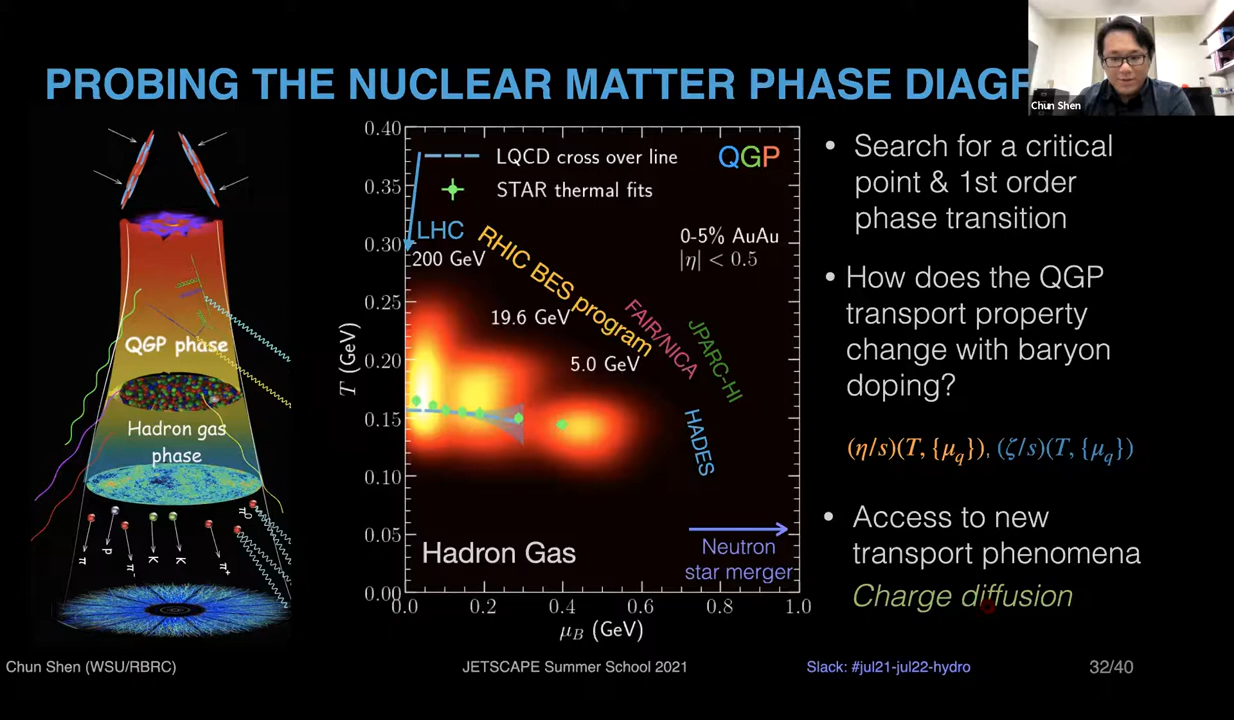 PROBING THE NUCLEAR MATTER PHASE DIAGR
Chun Shen
QGP phase
Hadron gas
phase
π
P
π-
K
K
π+
π0
0.40
0.35
0.30
0.25
0.20
0.15
0.10
0.05
0.00
T (GeV)
LQCD cross over line
STAR thermal fits
QGP
LHC
200 GeV
RHIC BES program
0-5% AuAu
|η| < 0.5
19.6 GeV
FAIR/NICA
JPARC-HI
5.0 GeV
HADES
Hadron Gas
Neutron
star merger
0.0 0.2 0.4 0.6 0.8 1.0
μB (GeV)
• Search for a critical
point & 1st order
phase transition
• How does the QGP
transport property
change with baryon
doping?
(η/s)(T, {μq}), (ζ/s)(T, {μq})
• Access to new
transport phenomena
Charge diffusion
Chun Shen (WSU/RBRC)
JETSCAPE Summer School 2021
Slack: #jul21-jul22-hydro
32/40